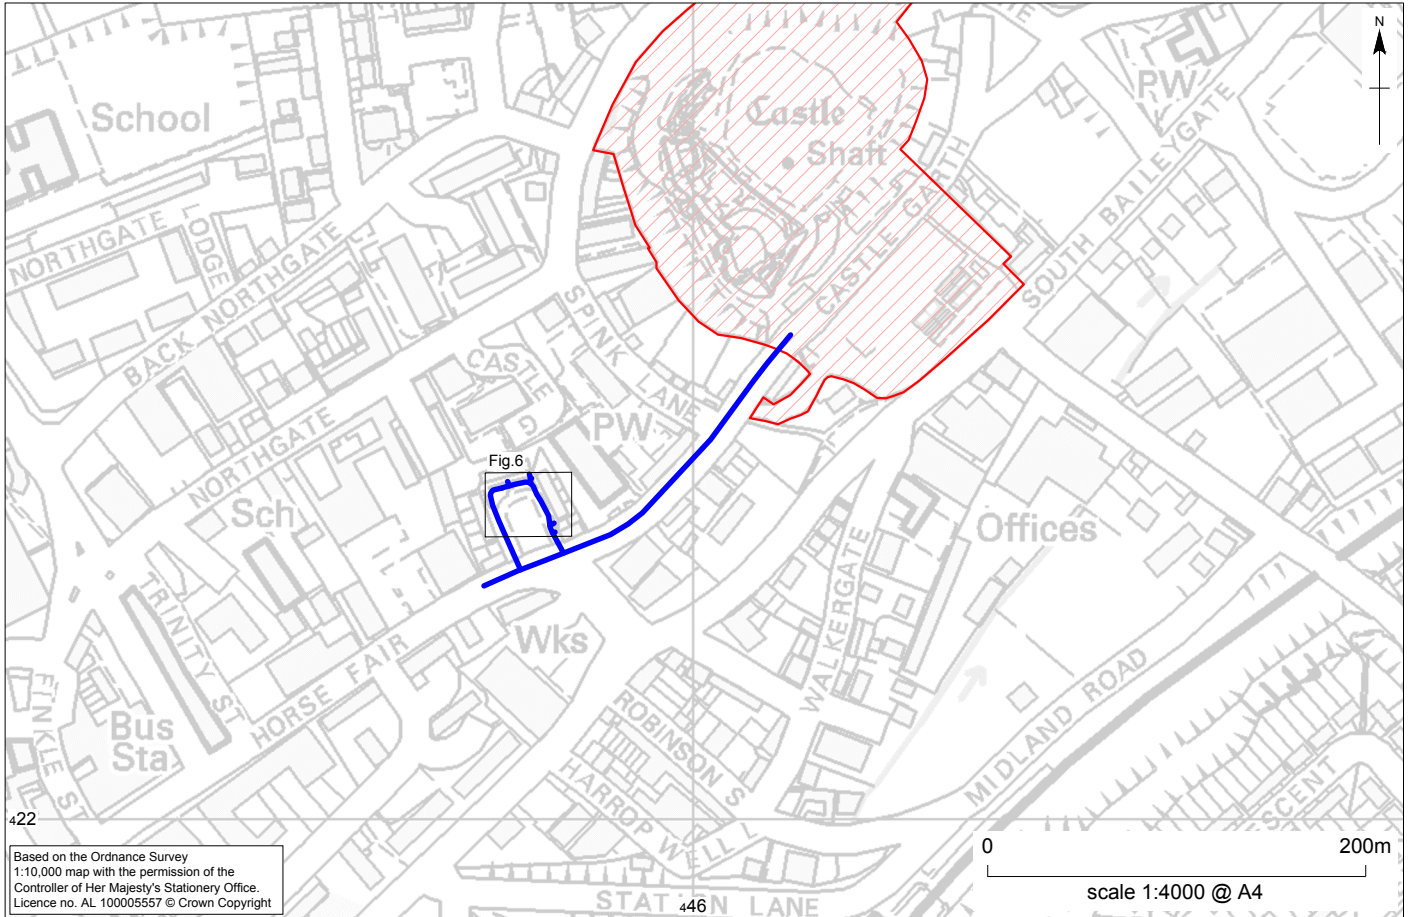 N
School
Castle
Shaft
PW
CASTLE GARTH
SOUTH BAILEYGATE
NORTHGATE LODGE
BACK NORTHGATE
SPINK LANE
CASTLE G
PW
NORTHGATE
Fig.6
Sch
Offices
WALKERGATE
TRINITY ST
HORSE FAIR
Wks
FINKLE ST
Bus
Sta
ROBINSON S
HARROP WELL L
MIDLAND ROAD
ESCENT
422
446
STAT N LANE
Based on the Ordnance Survey
1:10,000 map with the permission of the
Controller of Her Majesty's Stationery Office.
Licence no. AL 100005557 © Crown Copyright
0 200m
scale 1:4000 @ A4